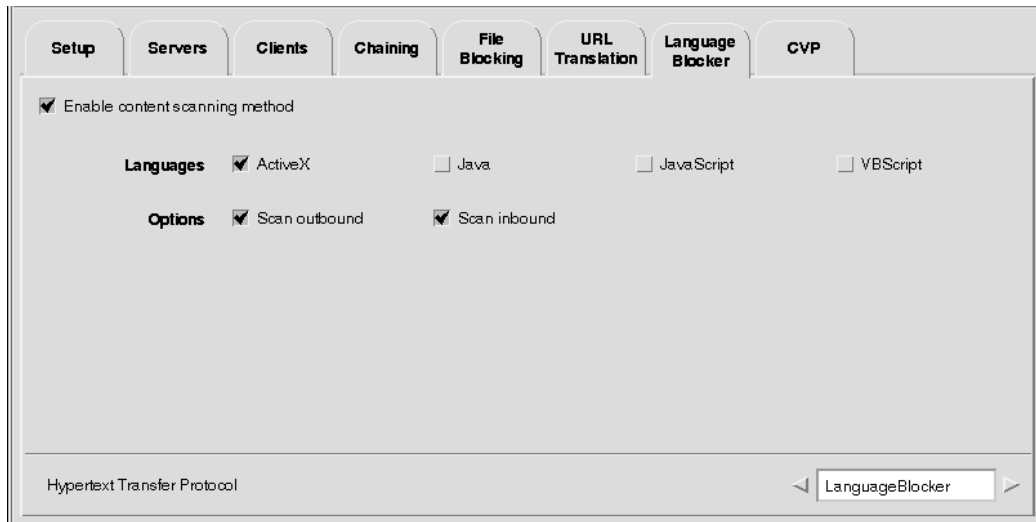 Setup
Servers
Clients
Chaining
File
Blocking
URL
Translation
Language
Blocker
CVP
Enable content scanning method
Languages ActiveX Java JavaScript VBScript
Options Scan outbound Scan inbound
Hypertext Transfer Protocol LanguageBlocker